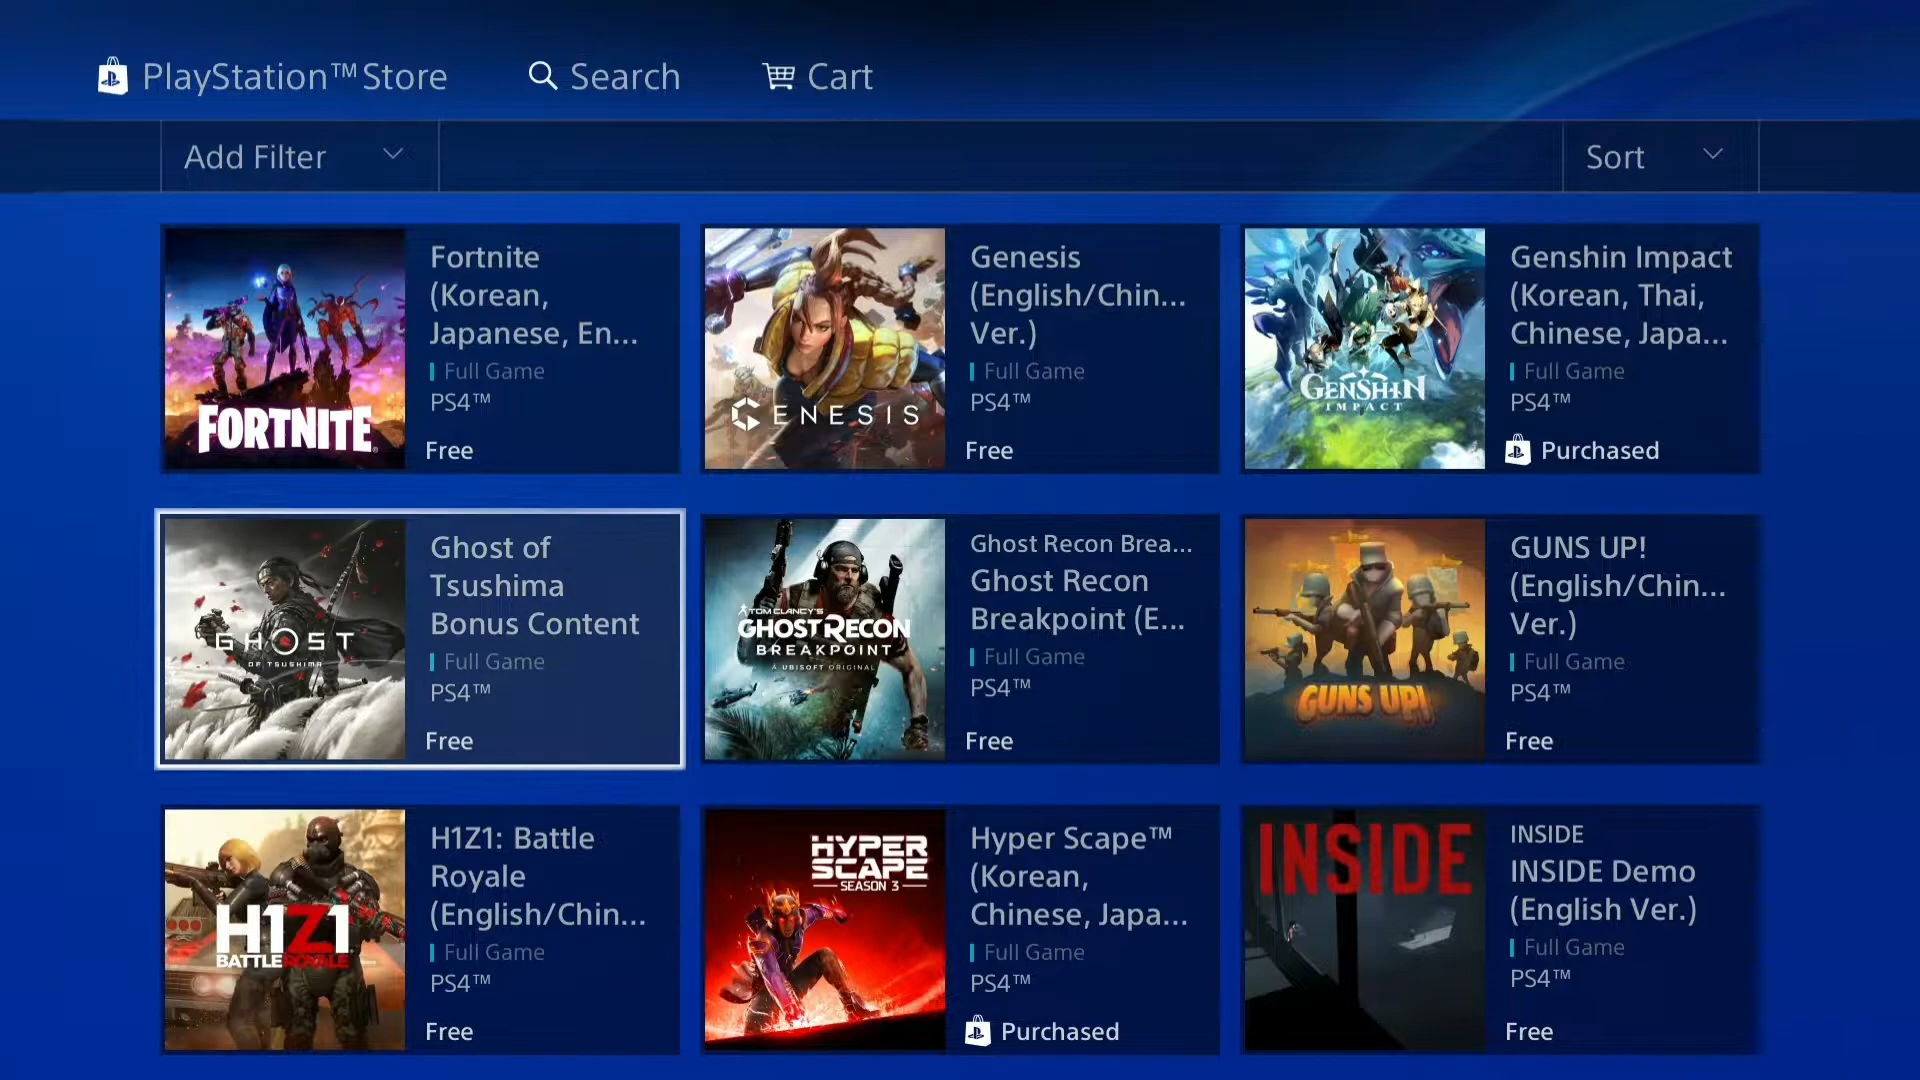 PlayStation™Store
Search
Cart
Add Filter
Sort
FORTNITE
Fortnite
(Korean,
Japanese, En...
Full Game
PS4™
Free
GENESIS
Genesis
(English/Chin...
Ver.)
Full Game
PS4™
Free
GENSHIN
IMPACT
Genshin Impact
(Korean, Thai,
Chinese, Japa...
Full Game
PS4™
Purchased
GHOST
OF TSUSHIMA
Ghost of
Tsushima
Bonus Content
Full Game
PS4™
Free
TOM CLANCY'S
GHOST RECON
BREAKPOINT
A UBISOFT ORIGINAL
Ghost Recon Brea...
Ghost Recon
Breakpoint (E...
Full Game
PS4™
Free
GUNS UP!
GUNS UP!
(English/Chin...
Ver.)
Full Game
PS4™
Free
H1Z1
BATTLE ROYALE
H1Z1: Battle
Royale
(English/Chin...
Full Game
PS4™
Free
HYPER
SCAPE
SEASON 3
Hyper Scape™
(Korean,
Chinese, Japa...
Full Game
PS4™
Purchased
INSIDE
INSIDE
INSIDE Demo
(English Ver.)
Full Game
PS4™
Free